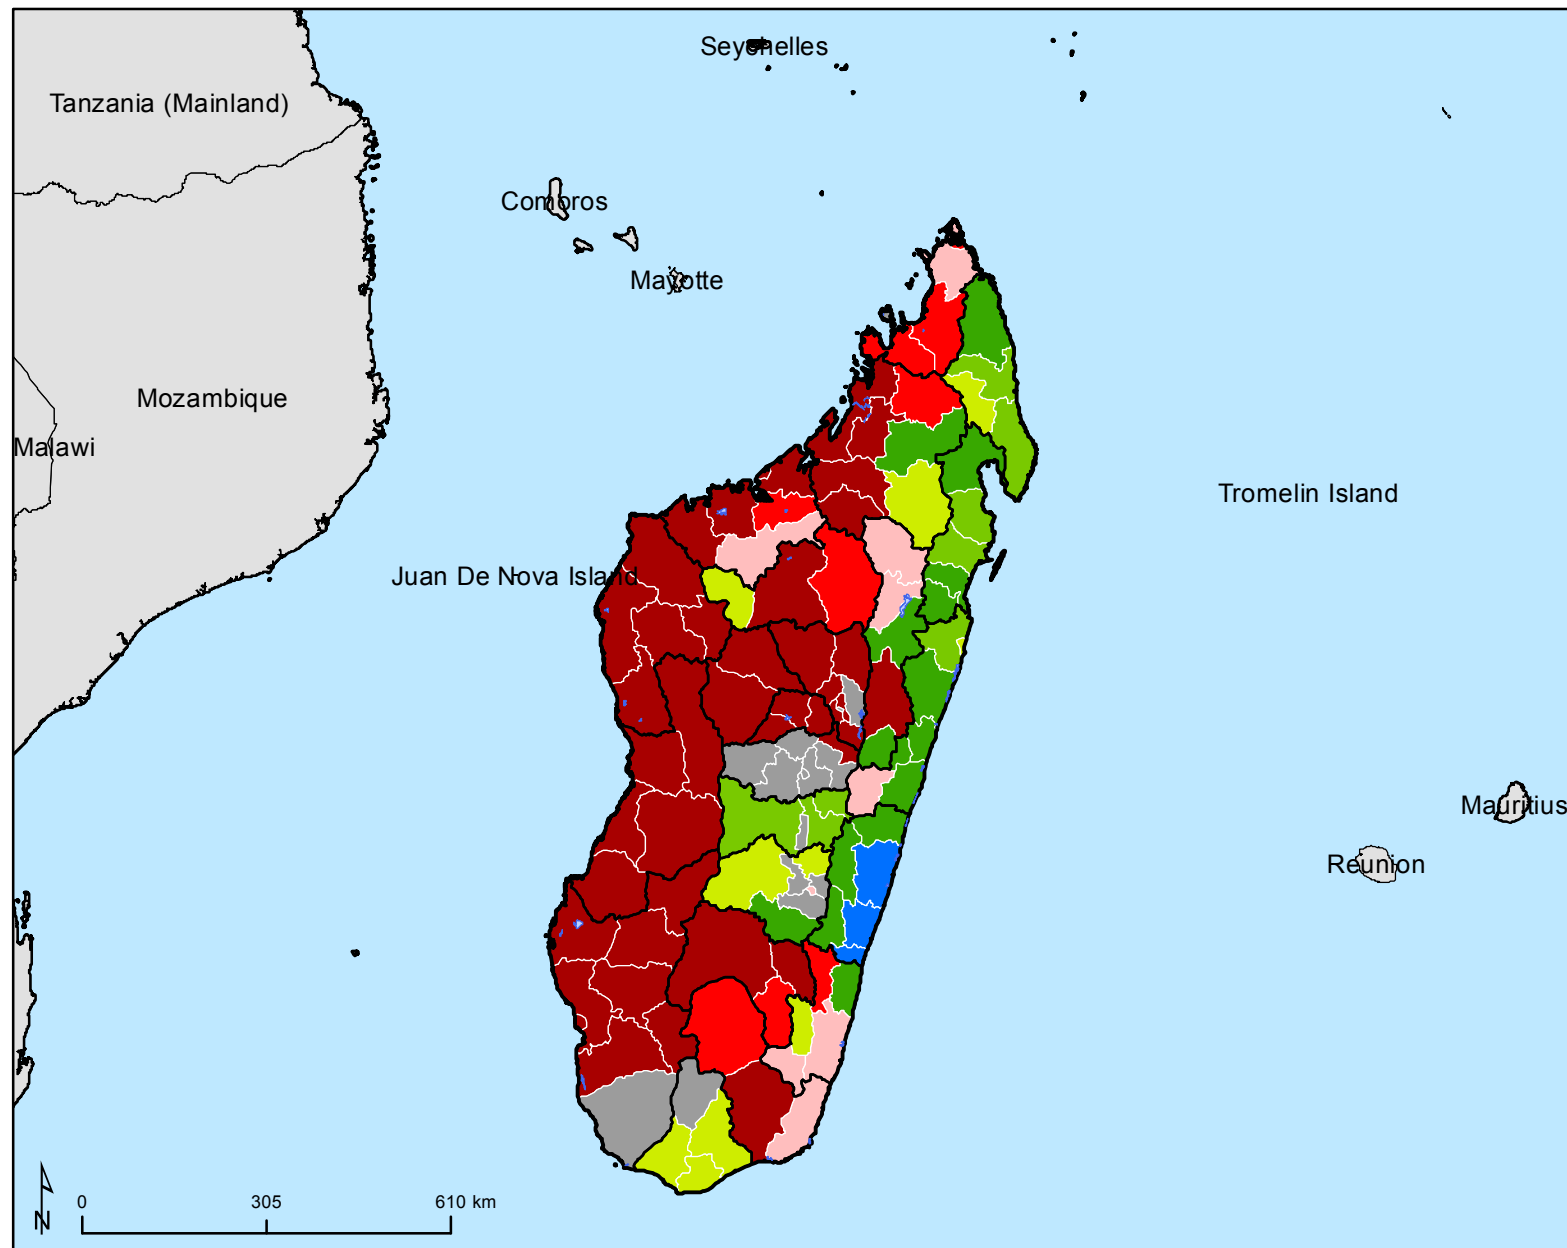 Seychelles
Tanzania (Mainland)
Comoros
Mayotte
Mozambique
Malawi
Tromelin Island
Juan De Nova Island
Mauritius
Reunion
N
0 305 610 km